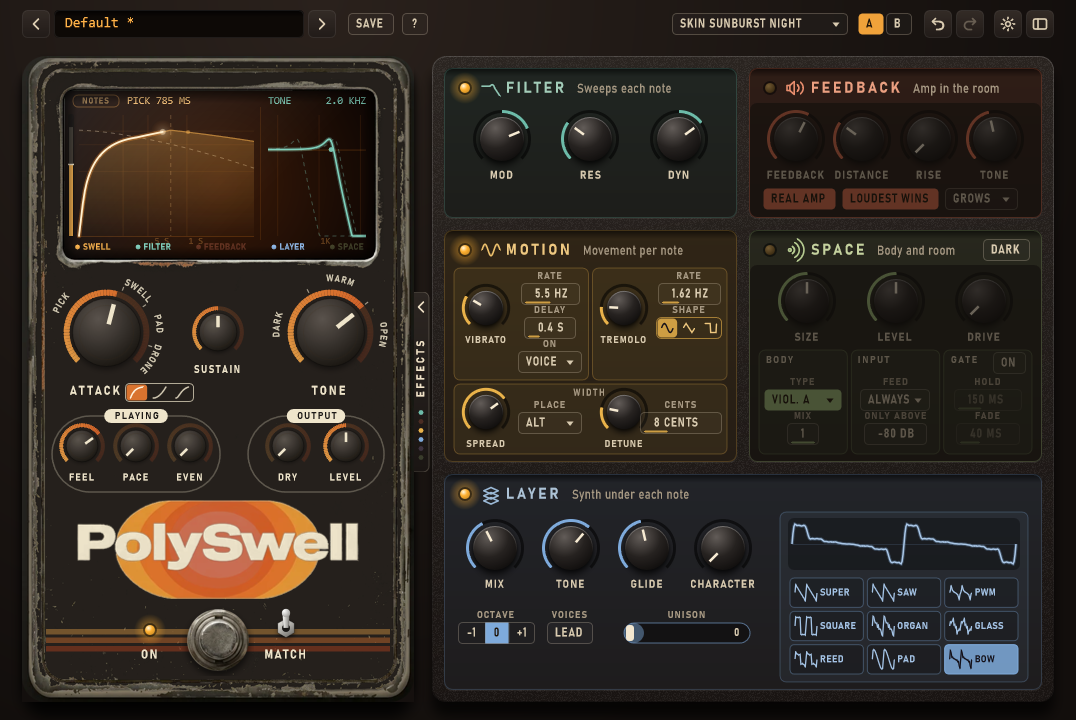 Default *
SAVE
?
SKIN SUNBURST NIGHT
A
B
NOTES
PICK 785 MS
TONE
2.0 KHZ
1.5
1K
SWELL
FILTER
FEEDBACK
LAYER
SPACE
PICK
SWELL
PAD
DRONE
SUSTAIN
DARK
WARM
OPEN
ATTACK
TONE
PLAYING
OUTPUT
FEEL
PACE
EVEN
DRY
LEVEL
PolySwell
ON
MATCH
EFFECTS
FILTER
Sweeps each note
MOD
RES
DYN
FEEDBACK
Amp in the room
FEEDBACK
DISTANCE
RISE
TONE
REAL AMP
LOUDEST WINS
GROWS
MOTION
Movement per note
VIBRATO
RATE
5.5 HZ
DELAY
0.4 S
ON
VOICE
TREMOLO
RATE
1.62 HZ
SHAPE
SPREAD
PLACE
ALT
WIDTH
DETUNE
CENTS
8 CENTS
SPACE
Body and room
DARK
SIZE
LEVEL
DRIVE
BODY
TYPE
VIOL. A
MIX
1
INPUT
FEED
ALWAYS
ONLY ABOVE
-80 DB
GATE
ON
HOLD
150 MS
FADE
40 MS
LAYER
Synth under each note
MIX
TONE
GLIDE
CHARACTER
OCTAVE
-1
0
+1
VOICES
LEAD
UNISON
0
SUPER
SAW
PWM
SQUARE
ORGAN
GLASS
REED
PAD
BOW